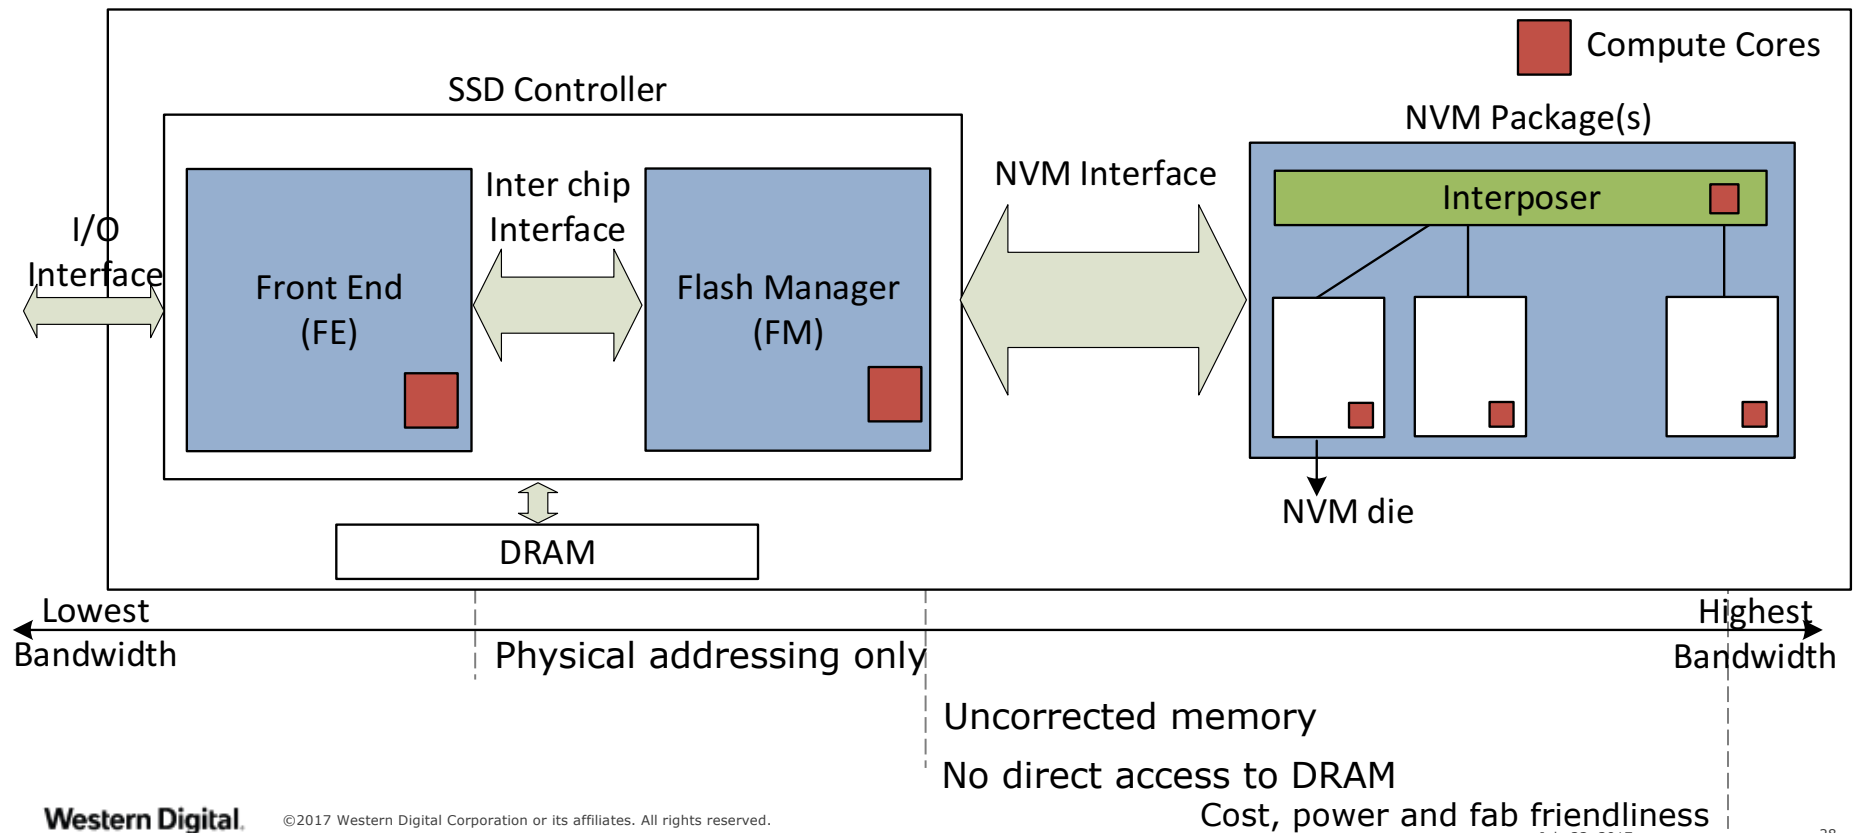 Compute Cores
SSD Controller
NVM Package(s)
I/O
Interface
Front End
(FE)
Inter chip
Interface
Flash Manager
(FM)
NVM Interface
Interposer
NVM die
DRAM
Lowest
Bandwidth
Highest
Bandwidth
Physical addressing only
Uncorrected memory
No direct access to DRAM
Cost, power and fab friendliness
Western Digital.
©2017 Western Digital Corporation or its affiliates. All rights reserved.